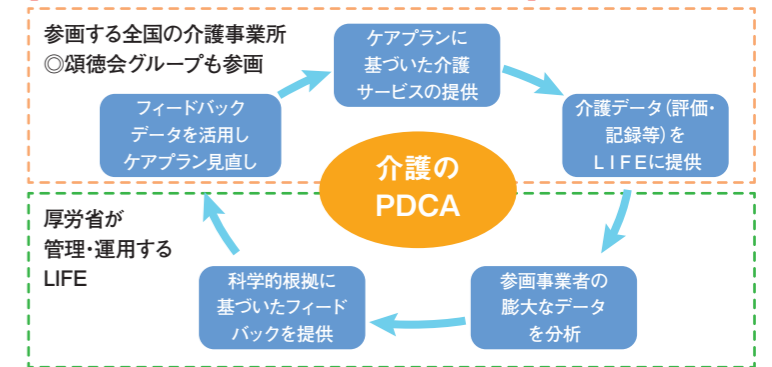 参画する全国の介護事業所
◎頌徳会グループも参画
ケアプランに
基づいた介護
サービスの提供
介護データ(評価・
記録等)を
LIFEに提供
フィードバック
データを活用し
ケアプラン見直し
介護の
PDCA
厚労省が
管理・運用する
LIFE
参画事業者の
膨大なデータ
を分析
科学的根拠に
基づいたフィード
バックを提供